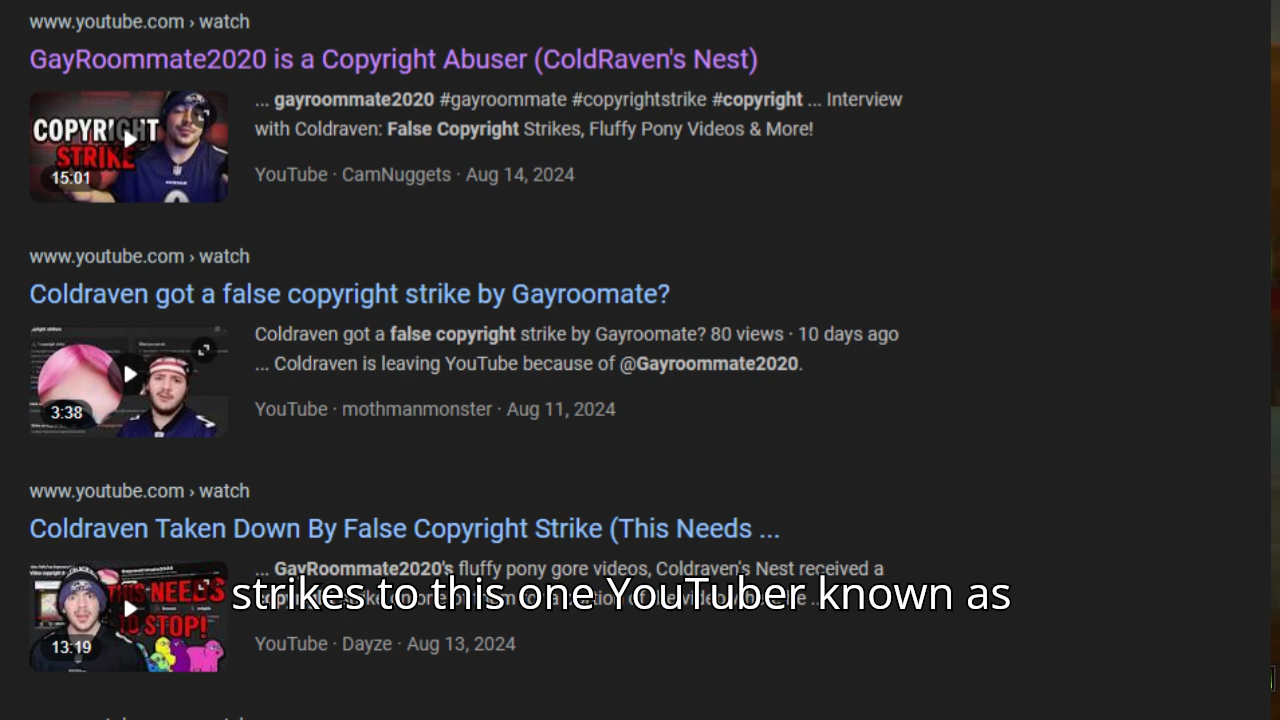 www.youtube.com › watch
GayRoommate2020 is a Copyright Abuser (ColdRaven's Nest)
COPYRIGHT
STRIKE
15:01
... gayroommate2020 #gayroommate #copyrightstrike #copyright ... Interview
with Coldraven: False Copyright Strikes, Fluffy Pony Videos & More!
YouTube · CamNuggets · Aug 14, 2024
www.youtube.com › watch
Coldraven got a false copyright strike by Gayroomate?
3:38
Coldraven got a false copyright strike by Gayroomate? 80 views · 10 days ago
... Coldraven is leaving YouTube because of @Gayroommate2020.
YouTube · mothmanmonster · Aug 11, 2024
www.youtube.com › watch
Coldraven Taken Down By False Copyright Strike (This Needs ...
THIS NEEDS
TO STOP!
13:19
... GayRoommate2020's fluffy pony gore videos, Coldraven's Nest received a
strikes to this one YouTuber known as
YouTube · Dayze · Aug 13, 2024